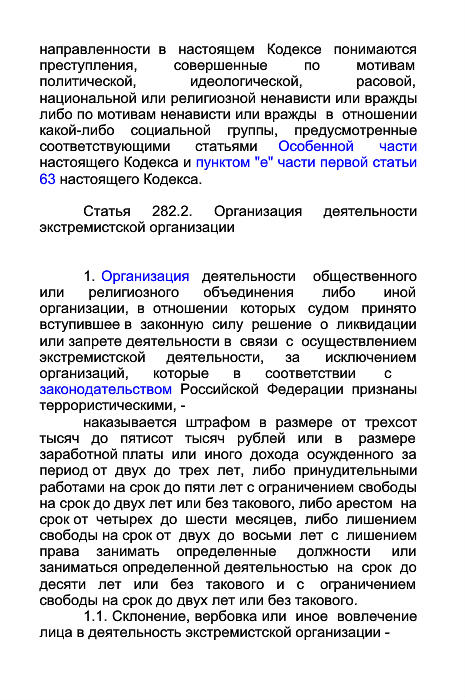 направленности в настоящем Кодексе понимаются
преступления, совершенные по мотивам
политической, идеологической, расовой,
национальной или религиозной ненависти или вражды
либо по мотивам ненависти или вражды в отношении
какой-либо социальной группы, предусмотренные
соответствующими статьями Особенной части
настоящего Кодекса и пунктом "е" части первой статьи
63 настоящего Кодекса.
Статья 282.2. Организация деятельности
экстремистской организации
1. Организация деятельности общественного
или религиозного объединения либо иной
организации, в отношении которых судом принято
вступившее в законную силу решение о ликвидации
или запрете деятельности в связи с осуществлением
экстремистской деятельности, за исключением
организаций, которые в соответствии с
законодательством Российской Федерации признаны
террористическими, -
наказывается штрафом в размере от трехсот
тысяч до пятисот тысяч рублей или в размере
заработной платы или иного дохода осужденного за
период от двух до трех лет, либо принудительными
работами на срок до пяти лет с ограничением свободы
на срок до двух лет или без такового, либо арестом на
срок от четырех до шести месяцев, либо лишением
свободы на срок от двух до восьми лет с лишением
права занимать определенные должности или
заниматься определенной деятельностью на срок до
десяти лет или без такового и с ограничением
свободы на срок до двух лет или без такового.
1.1. Склонение, вербовка или иное вовлечение
лица в деятельность экстремистской организации -